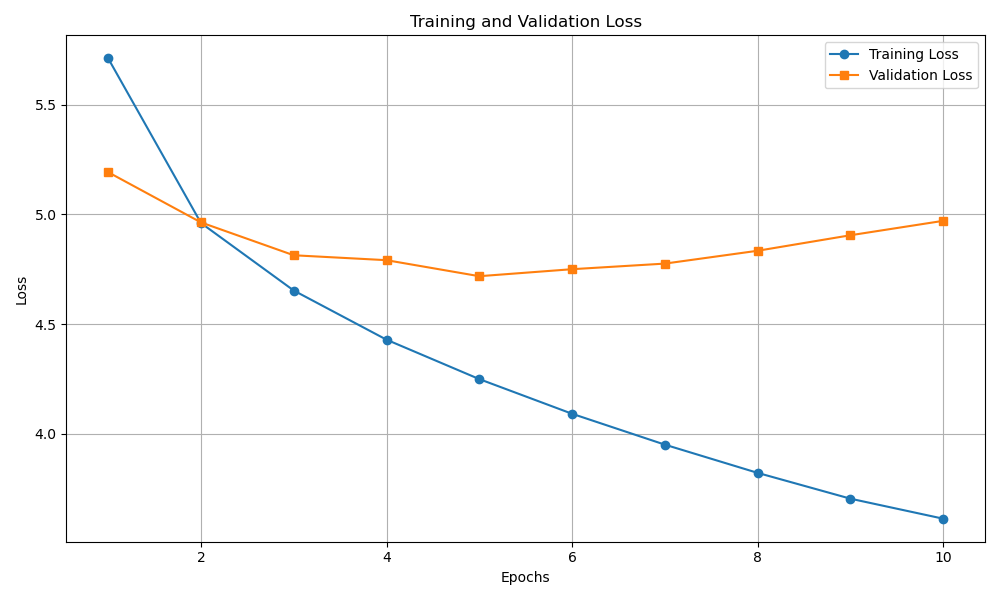 Training and Validation Loss
Training Loss
Validation Loss
5.5
5.0
4.5
4.0
Loss
2 4 6 8 10
Epochs